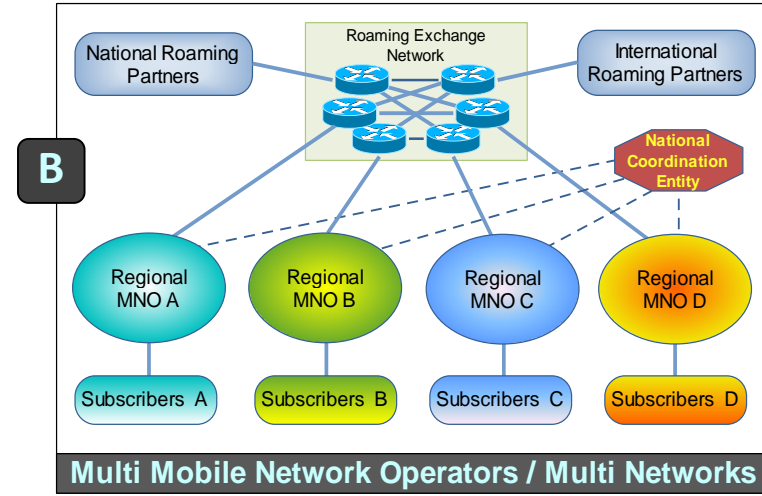 Roaming Exchange
Network
National Roaming
Partners
International
Roaming Partners
B
National
Coordination
Entity
Regional
MNO A
Regional
MNO B
Regional
MNO C
Regional
MNO D
Subscribers A
Subscribers B
Subscribers C
Subscribers D
Multi Mobile Network Operators / Multi Networks